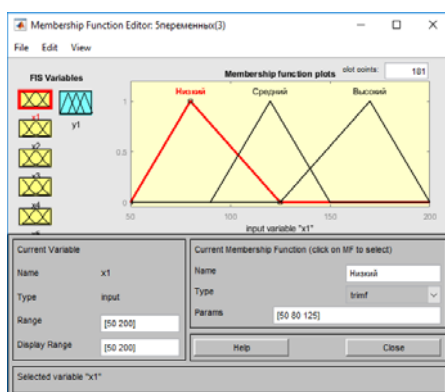 Membership Function Editor: 5переменных(3)
File Edit View
FIS Variables
Membership function plots
plot points:
181
x1
y1
x2
x3
x4
Низкий
Средний
Высокий
1
0.5
0
50
100
150
200
input variable "x1"
Current Variable
Name x1
Type input
Range [50 200]
Display Range [50 200]
Current Membership Function (click on MF to select)
Name Низкий
Type trimf
Params [50 80 125]
Help
Close
Selected variable "x1"